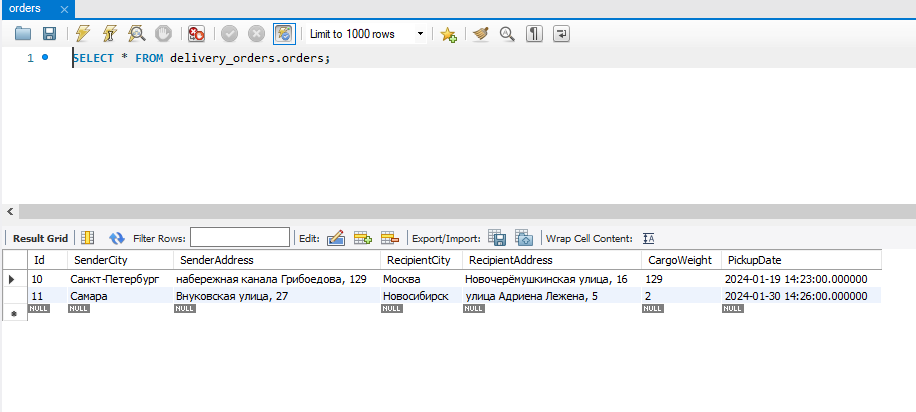 orders
Limit to 1000 rows
1 SELECT * FROM delivery_orders.orders;
Result Grid Filter Rows: Edit: Export/Import: Wrap Cell Content:
Id SenderCity SenderAddress RecipientCity RecipientAddress CargoWeight PickupDate
10 Санкт-Петербург набережная канала Грибоедова, 129 Москва Новочерёмушкинская улица, 16 129 2024-01-19 14:23:00.000000
11 Самара Внуковская улица, 27 Новосибирск улица Адриена Лежена, 5 2 2024-01-30 14:26:00.000000
NULL NULL NULL NULL NULL NULL NULL